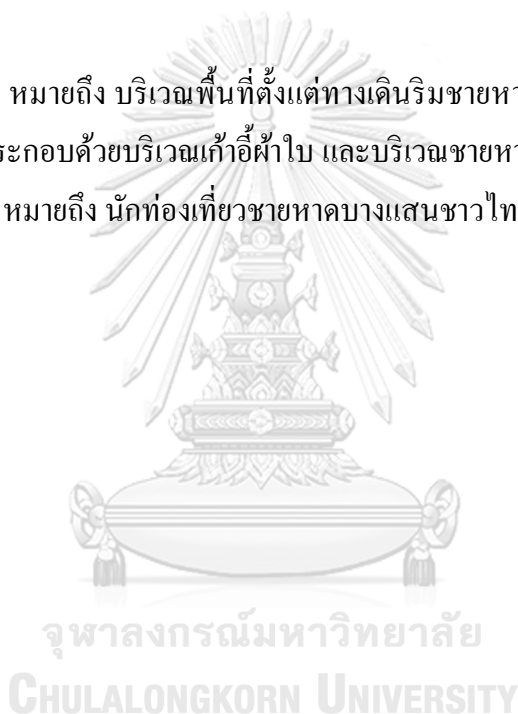 หมายถึง บริเวณพื้นที่ตั้งแต่ทางเดินริมชายหา
ระกอบด้วยบริเวณเก้าอี้ผ้าใบ และบริเวณชายหา
หมายถึง นักท่องเที่ยวชายหาดบางแสนชาวไท
จุฬาลงกรณ์มหาวิทยาลัย
CHULALONGKORN UNIVERSITY